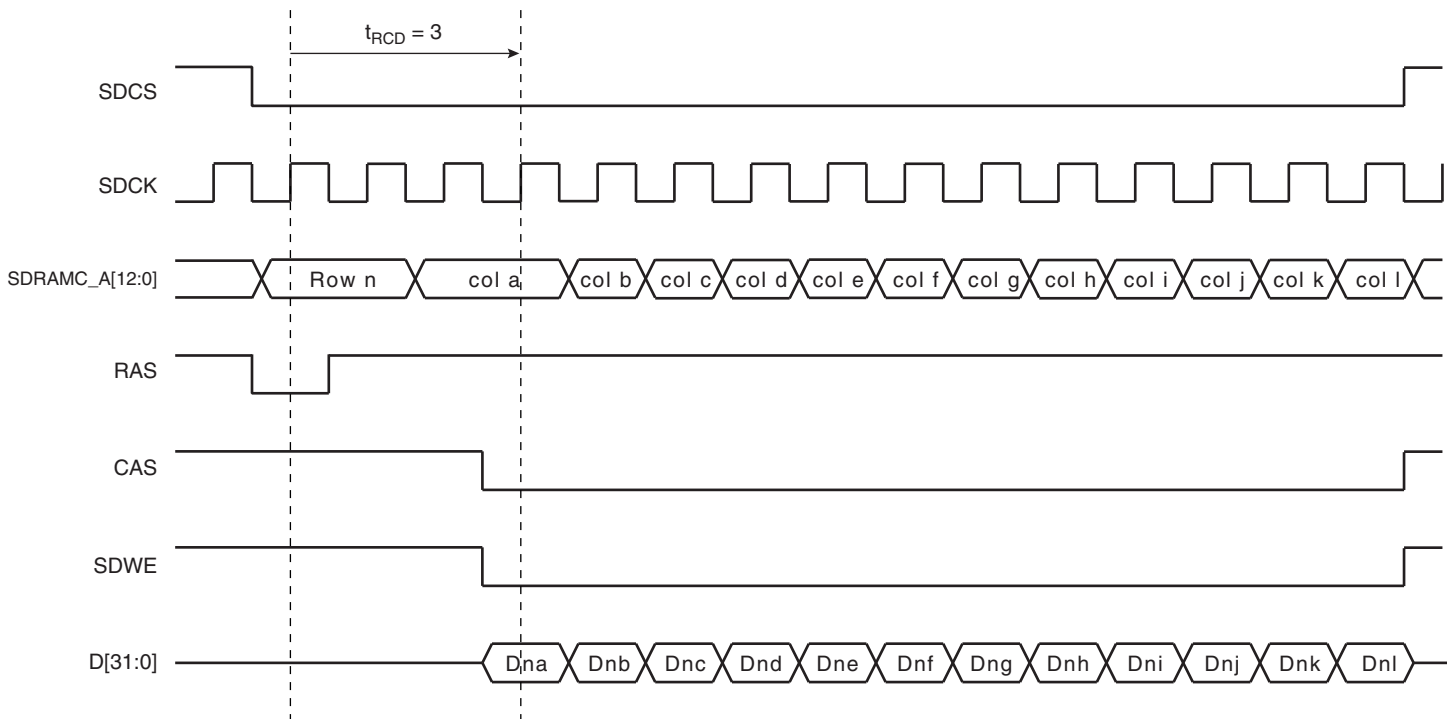 t_RCD = 3
SDCS
SDCK
SDRAMC_A[12:0] Row n col a col b col c col d col e col f col g col h col i col j col k col l
RAS
CAS
SDWE
D[31:0] Dna Dnb Dnc Dnd Dne Dnf Dng Dnh Dni Dnj Dnk Dnl